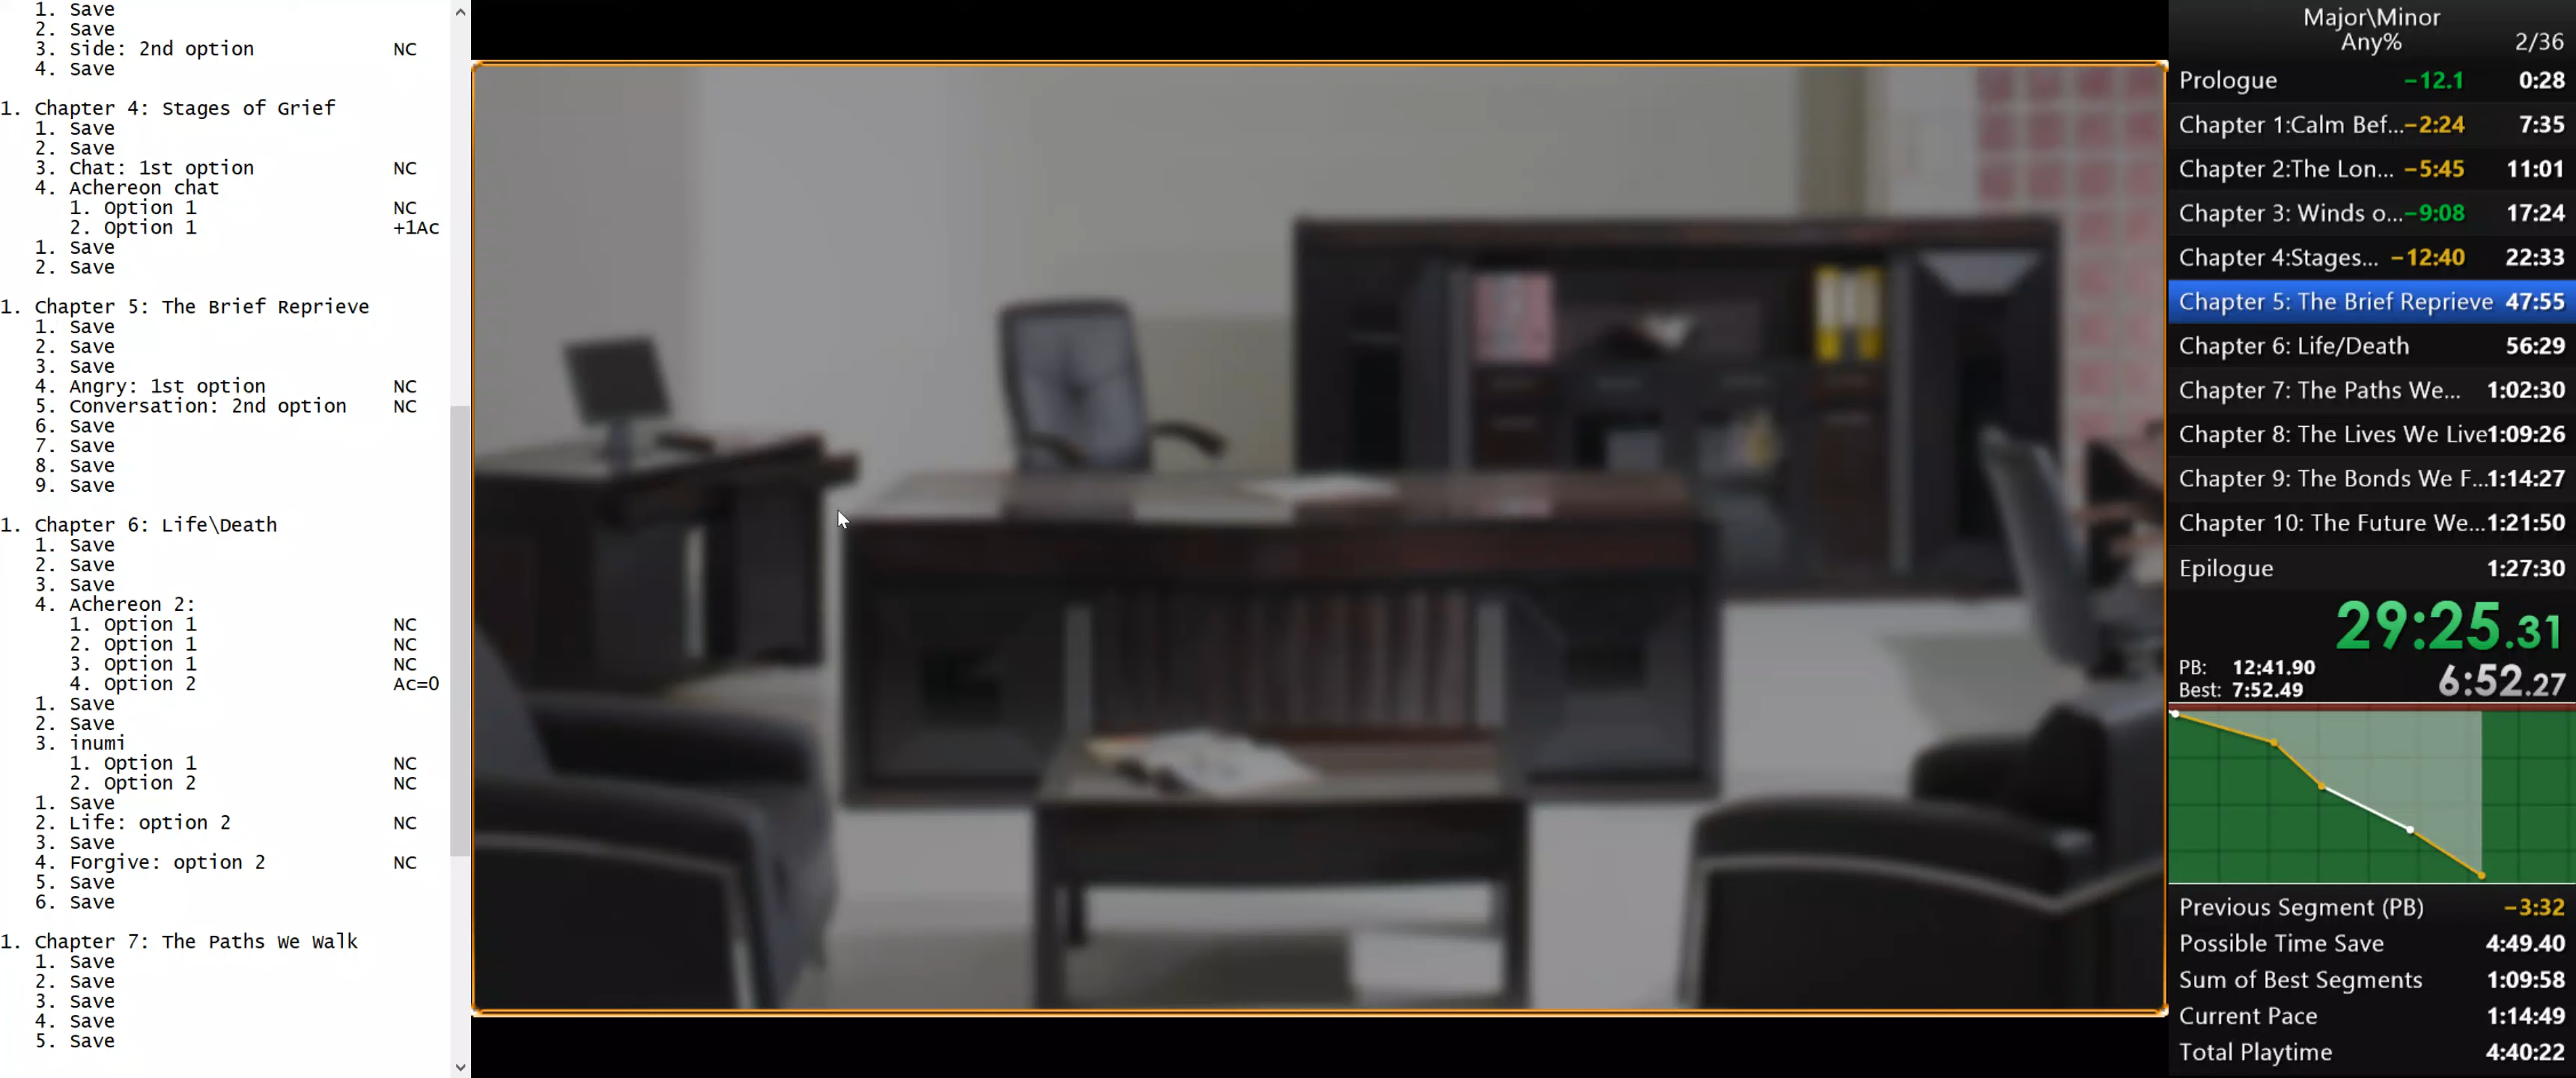 1. Save
2. Save
3. Side: 2nd option NC
4. Save
1. Chapter 4: Stages of Grief
1. Save
2. Save
3. Chat: 1st option NC
4. Achereon chat
1. Option 1 NC
2. Option 1 +1Ac
1. Save
2. Save
1. Chapter 5: The Brief Reprieve
1. Save
2. Save
3. Save
4. Angry: 1st option NC
5. Conversation: 2nd option NC
6. Save
7. Save
8. Save
9. Save
1. Chapter 6: Life\Death
1. Save
2. Save
3. Save
4. Achereon 2:
1. Option 1 NC
2. Option 1 NC
3. Option 1 NC
4. Option 2 Ac=0
1. Save
2. Save
3. inumi
1. Option 1 NC
2. Option 2 NC
1. Save
2. Life: option 2 NC
3. Save
4. Forgive: option 2 NC
5. Save
6. Save
1. Chapter 7: The Paths We Walk
1. Save
2. Save
3. Save
4. Save
5. Save
Major\Minor
Any% 2/36
Prologue −12.1 0:28
Chapter 1:Calm Bef... −2:24 7:35
Chapter 2:The Lon... −5:45 11:01
Chapter 3: Winds o... −9:08 17:24
Chapter 4:Stages... −12:40 22:33
Chapter 5: The Brief Reprieve 47:55
Chapter 6: Life/Death 56:29
Chapter 7: The Paths We... 1:02:30
Chapter 8: The Lives We Live 1:09:26
Chapter 9: The Bonds We F... 1:14:27
Chapter 10: The Future We... 1:21:50
Epilogue 1:27:30
29:25.31
PB: 12:41.90
Best: 7:52.49 6:52.27
Previous Segment (PB) −3:32
Possible Time Save 4:49.40
Sum of Best Segments 1:09:58
Current Pace 1:14:49
Total Playtime 4:40:22